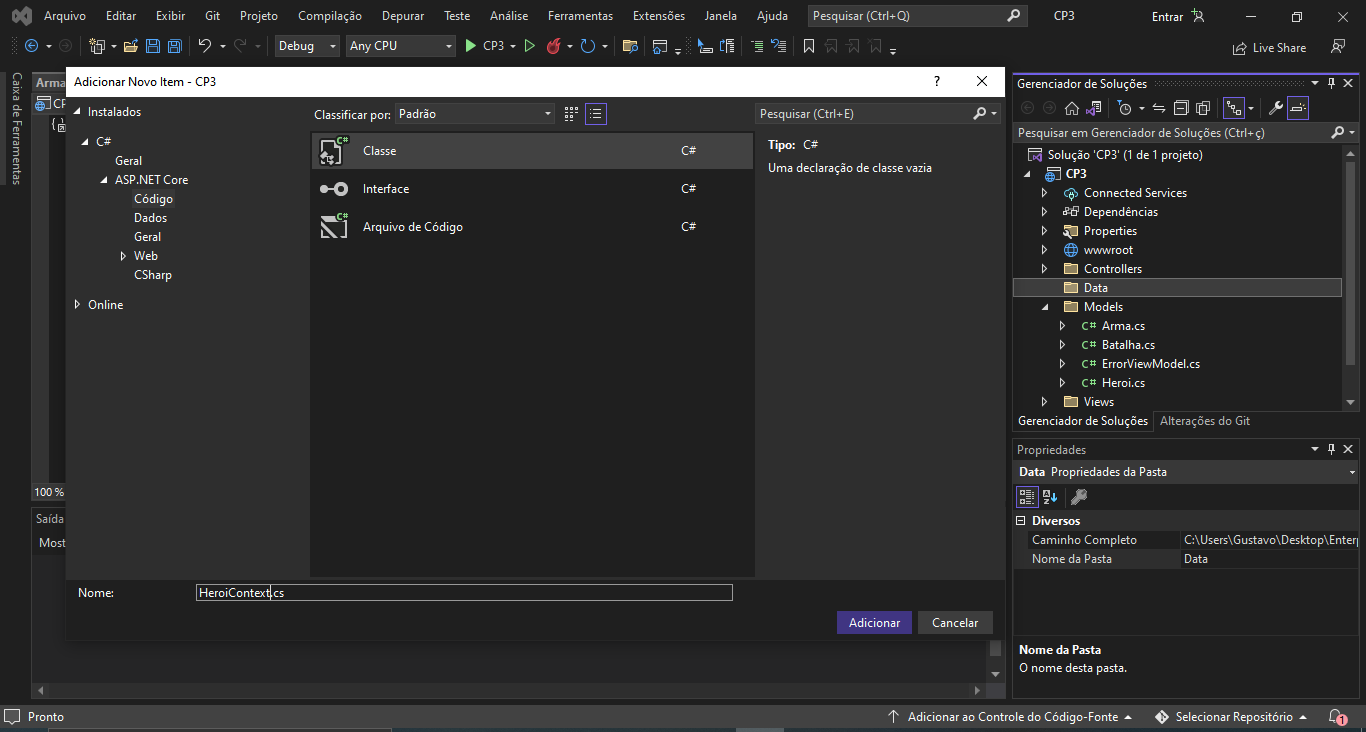 Arquivo Editar Exibir Git Projeto Compilação Depurar Teste Análise Ferramentas Extensões Janela Ajuda Pesquisar (Ctrl+Q) CP3 Entrar
Debug Any CPU CP3 Live Share
Caixa de Ferramentas
Arma
CP
Adicionar Novo Item - CP3 ?
Instalados
C#
Geral
ASP.NET Core
Código
Dados
Geral
Web
CSharp
Online
Classificar por: Padrão
Classe C#
Interface C#
Arquivo de Código C#
Pesquisar (Ctrl+E)
Tipo: C#
Uma declaração de classe vazia
Nome: HeroiContext.cs
Adicionar Cancelar
100 %
Saída
Most
Gerenciador de Soluções
Pesquisar em Gerenciador de Soluções (Ctrl+ç)
Solução 'CP3' (1 de 1 projeto)
CP3
Connected Services
Dependências
Properties
wwwroot
Controllers
Data
Models
C# Arma.cs
C# Batalha.cs
C# ErrorViewModel.cs
C# Heroi.cs
Views
Gerenciador de Soluções Alterações do Git
Propriedades
Data Propriedades da Pasta
Diversos
Caminho Completo C:\Users\Gustavo\Desktop\Enterp
Nome da Pasta Data
Nome da Pasta
O nome desta pasta.
Pronto Adicionar ao Controle do Código-Fonte Selecionar Repositório 1